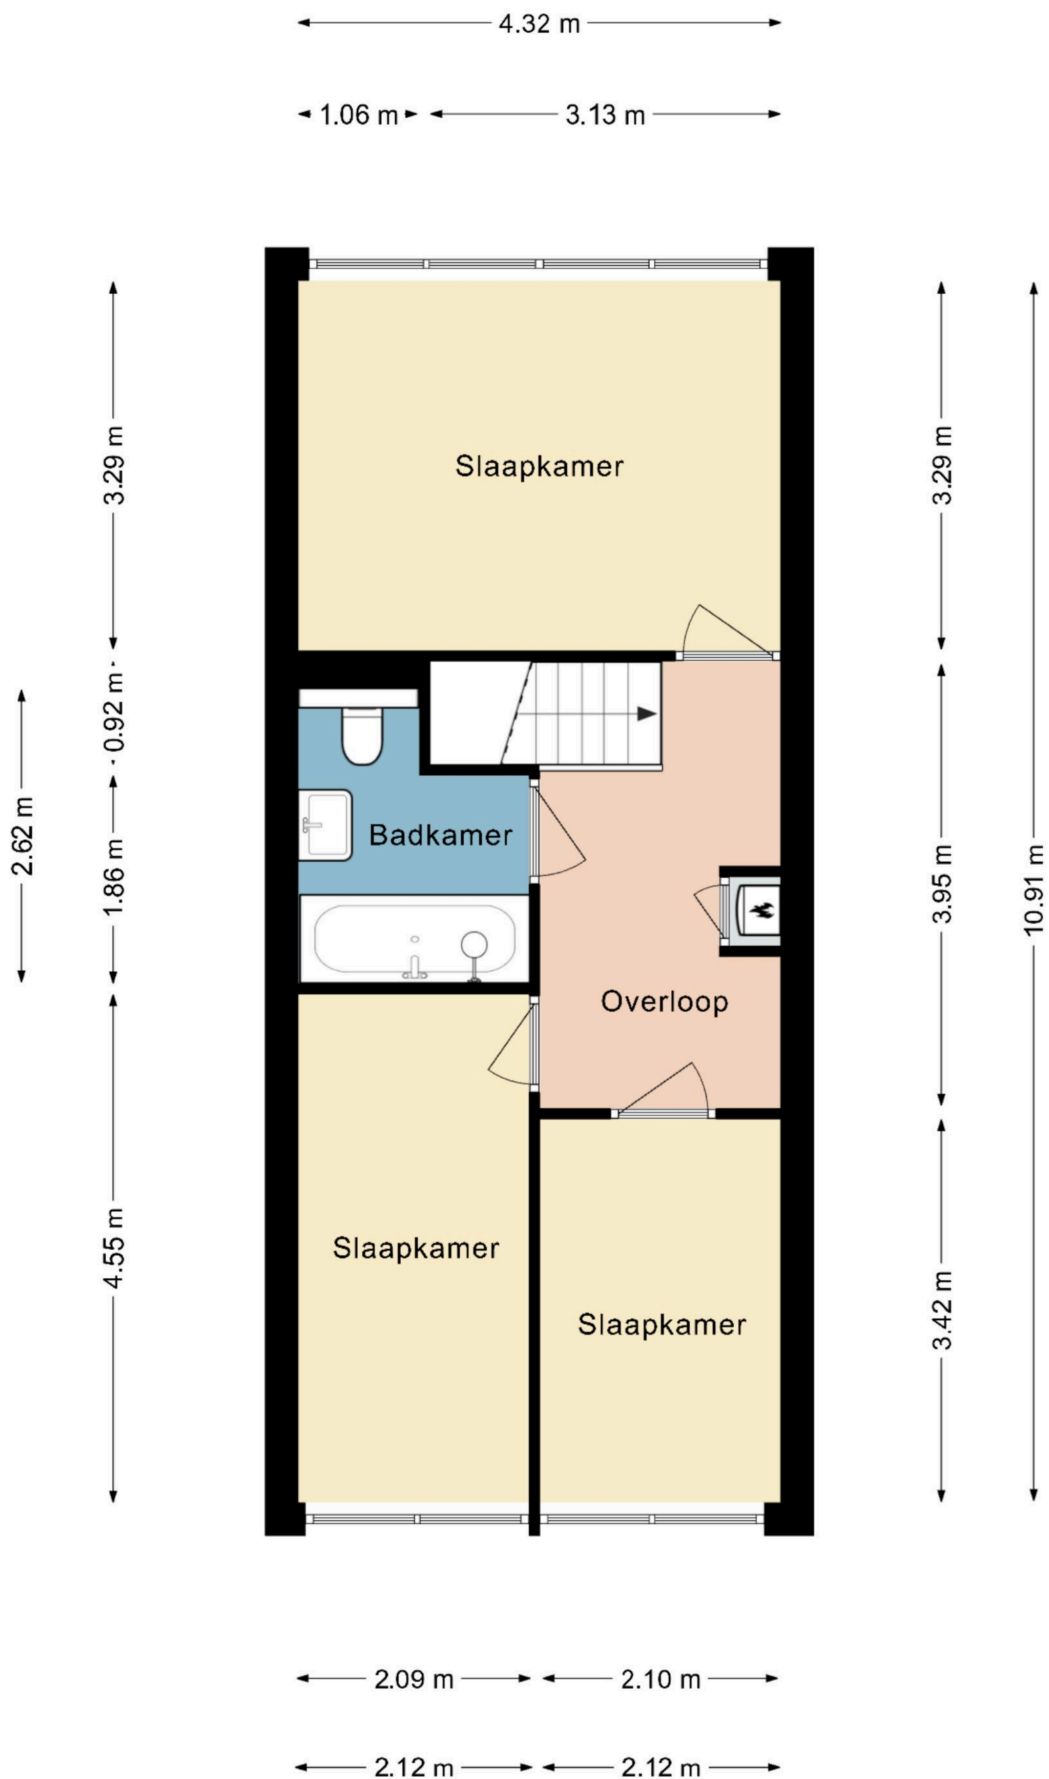 4.32 m
1.06 m
3.13 m
3.29 m
3.29 m
Slaapkamer
0.92 m
2.62 m
1.86 m
Badkamer
3.95 m
10.91 m
Overloop
4.55 m
Slaapkamer
Slaapkamer
3.42 m
2.09 m
2.10 m
2.12 m
2.12 m